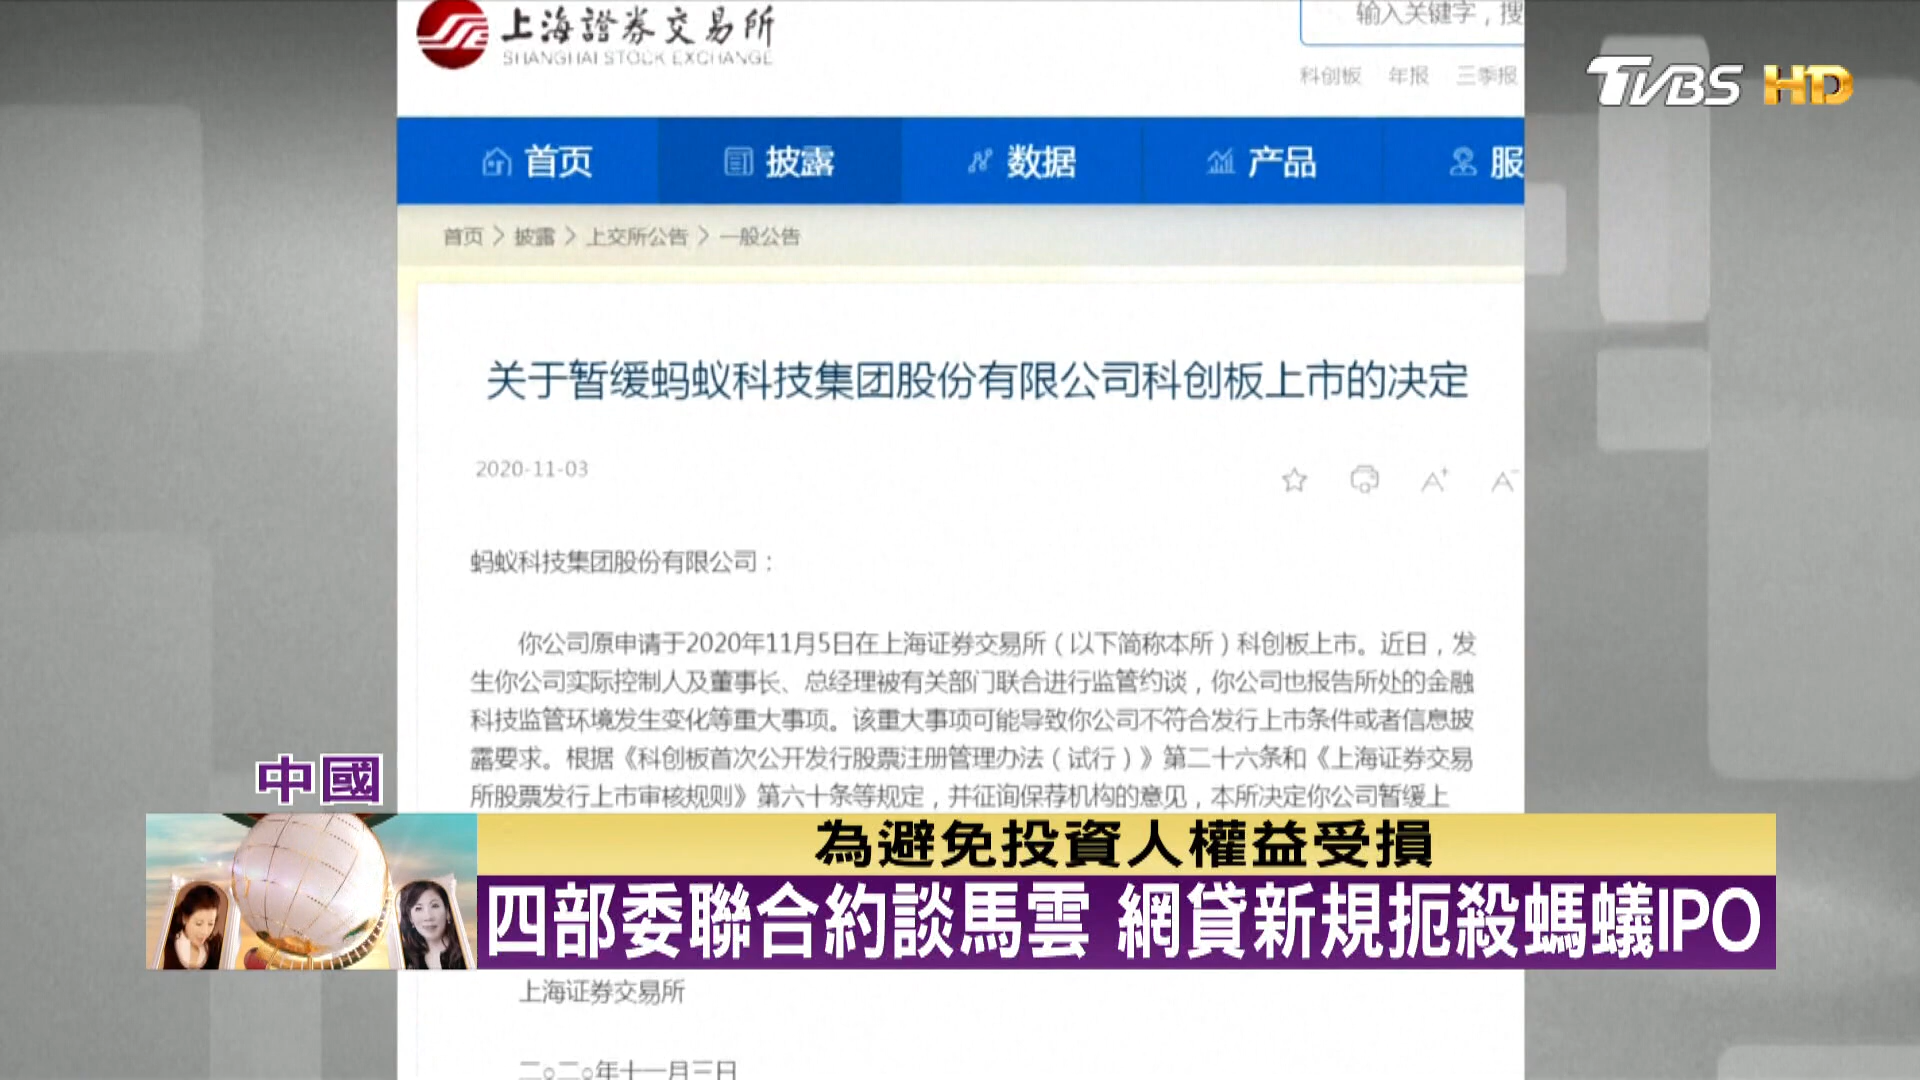 上海證券交易所
SHANGHAI STOCK EXCHANGE
输入关键字，搜
科创板 年报 三季报
TVBS HD
首页 披露 数据 产品 服
首页 > 披露 > 上交所公告 > 一般公告
关于暂缓蚂蚁科技集团股份有限公司科创板上市的决定
2020-11-03
A+ A-
蚂蚁科技集团股份有限公司：
你公司原申请于2020年11月5日在上海证券交易所（以下简称本所）科创板上市。近日，发
生你公司实际控制人及董事长、总经理被有关部门联合进行监管约谈，你公司也报告所处的金融
科技监管环境发生变化等重大事项。该重大事项可能导致你公司不符合发行上市条件或者信息披
露要求。根据《科创板首次公开发行股票注册管理办法（试行）》第二十六条和《上海证券交易
所股票发行上市审核规则》第六十条等规定，并征询保荐机构的意见，本所决定你公司暂缓上
中國
為避免投資人權益受損
四部委聯合約談馬雲 網貸新規扼殺螞蟻IPO
上海证券交易所
二〇二〇年十一月三日